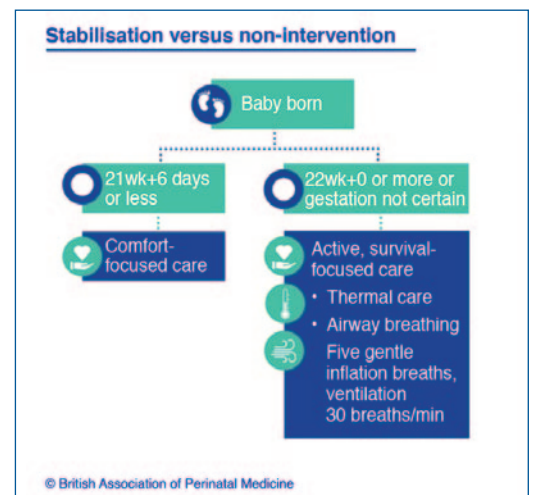 Stabilisation versus non-intervention
Baby born
21wk+6 days
or less
Comfort-
focused care
22wk+0 or more or
gestation not certain
Active, survival-
focused care
• Thermal care
• Airway breathing
Five gentle
inflation breaths,
ventilation
30 breaths/min
© British Association of Perinatal Medicine